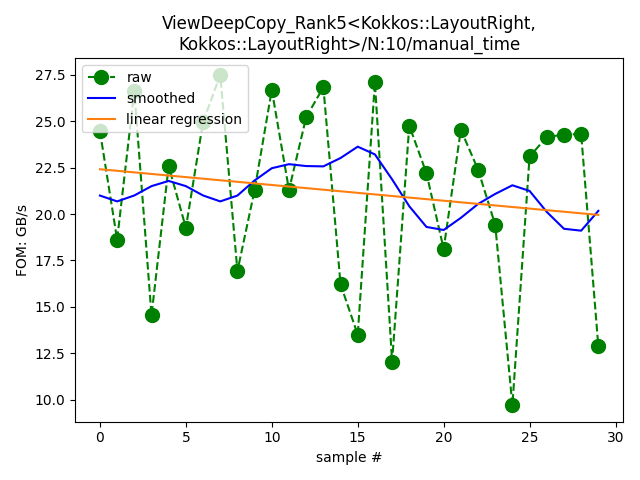 ViewDeepCopy_Rank5<Kokkos::LayoutRight,
Kokkos::LayoutRight>/N:10/manual_time
raw
smoothed
linear regression
FOM: GB/s
27.5
25.0
22.5
20.0
17.5
15.0
12.5
10.0
0 5 10 15 20 25 30
sample #